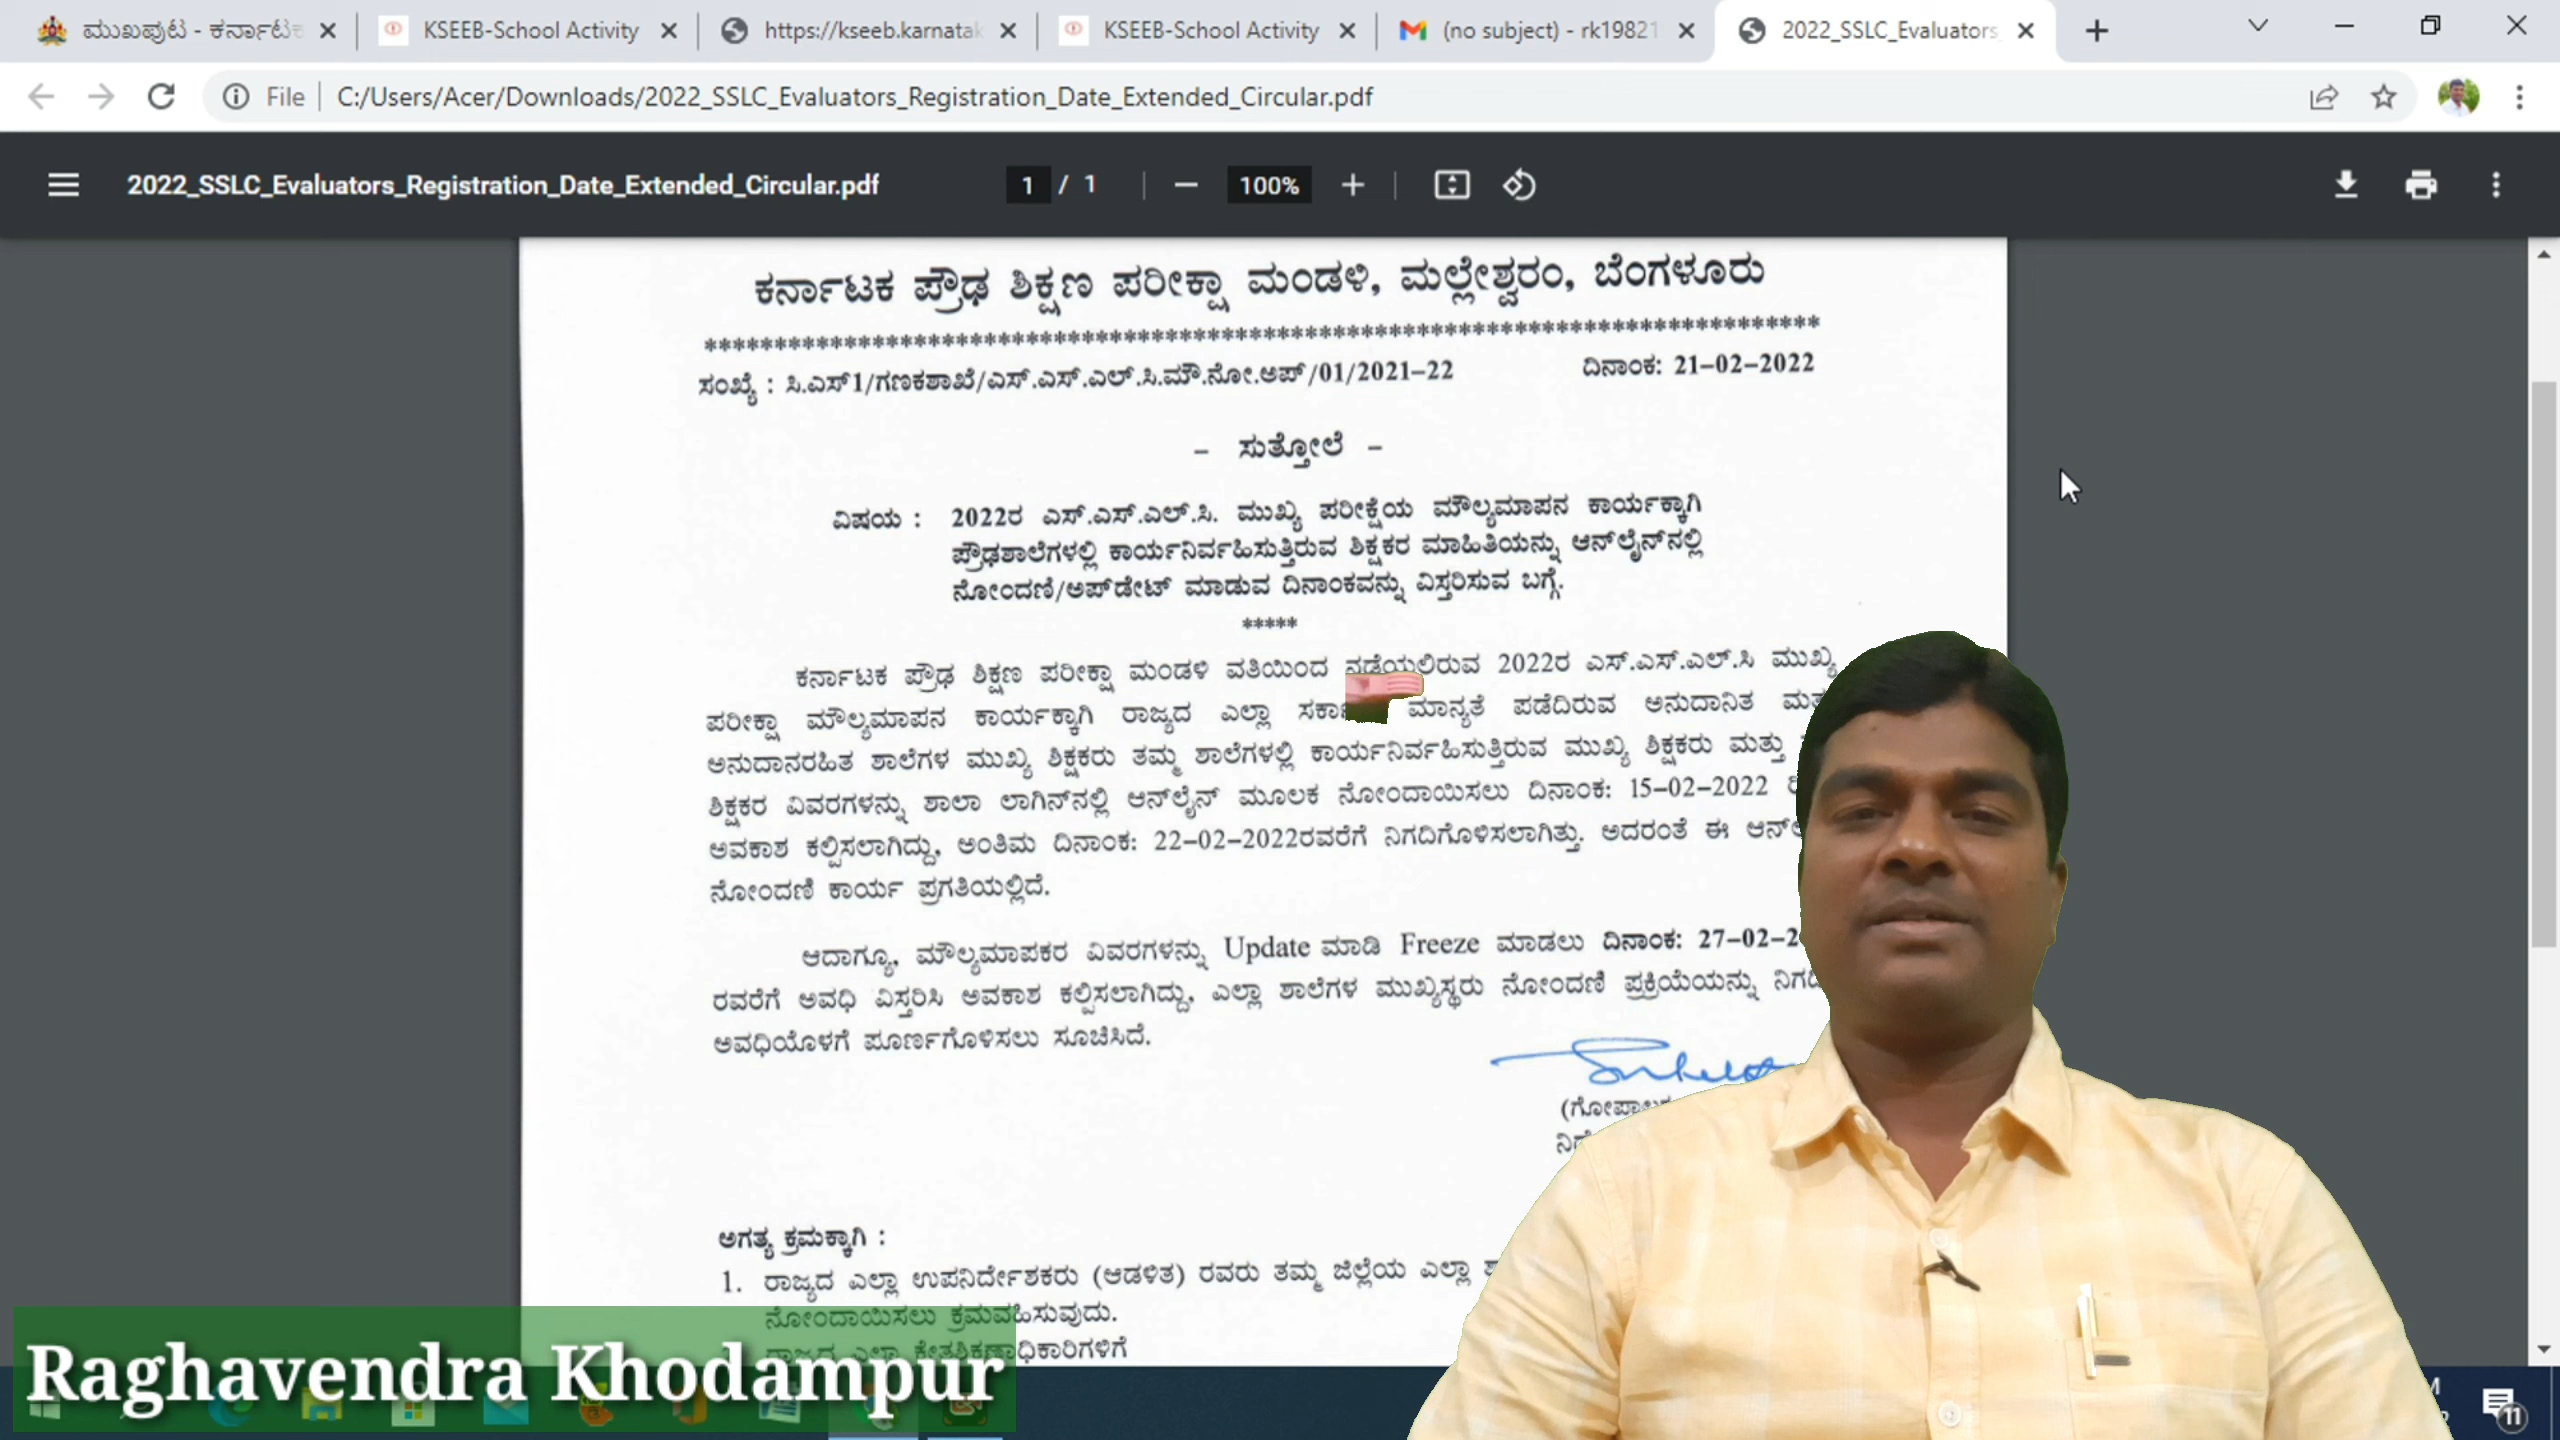 ಮುಖಪುಟ - ಕರ್ನಾಟಕ
KSEEB-School Activity
https://kseeb.karnatak
KSEEB-School Activity
(no subject) - rk19821
2022_SSLC_Evaluators
File
C:/Users/Acer/Downloads/2022_SSLC_Evaluators_Registration_Date_Extended_Circular.pdf
2022_SSLC_Evaluators_Registration_Date_Extended_Circular.pdf
1 / 1
100%
ಕರ್ನಾಟಕ ಪ್ರೌಢ ಶಿಕ್ಷಣ ಪರೀಕ್ಷಾ ಮಂಡಳಿ, ಮಲ್ಲೇಶ್ವರಂ, ಬೆಂಗಳೂರು
ಸಂಖ್ಯೆ : ಸಿ.ಎಸ್1/ಗಣಕಶಾಖೆ/ಎಸ್.ಎಸ್.ಎಲ್.ಸಿ.ಮೌ.ನೋ.ಅಪ್/01/2021-22 ದಿನಾಂಕ: 21-02-2022
- ಸುತ್ತೋಲೆ -
ವಿಷಯ : 2022ರ ಎಸ್.ಎಸ್.ಎಲ್.ಸಿ. ಮುಖ್ಯ ಪರೀಕ್ಷೆಯ ಮೌಲ್ಯಮಾಪನ ಕಾರ್ಯಕ್ಕಾಗಿ
ಪ್ರೌಢಶಾಲೆಗಳಲ್ಲಿ ಕಾರ್ಯನಿರ್ವಹಿಸುತ್ತಿರುವ ಶಿಕ್ಷಕರ ಮಾಹಿತಿಯನ್ನು ಆನ್‌ಲೈನ್‌ನಲ್ಲಿ
ನೋಂದಣಿ/ಅಪ್‌ಡೇಟ್ ಮಾಡುವ ದಿನಾಂಕವನ್ನು ವಿಸ್ತರಿಸುವ ಬಗ್ಗೆ.
*****
ಕರ್ನಾಟಕ ಪ್ರೌಢ ಶಿಕ್ಷಣ ಪರೀಕ್ಷಾ ಮಂಡಳಿ ವತಿಯಿಂದ ನಡೆಯಲಿರುವ 2022ರ ಎಸ್.ಎಸ್.ಎಲ್.ಸಿ ಮುಖ್ಯ
ಪರೀಕ್ಷಾ ಮೌಲ್ಯಮಾಪನ ಕಾರ್ಯಕ್ಕಾಗಿ ರಾಜ್ಯದ ಎಲ್ಲಾ ಮಾನ್ಯತೆ ಪಡೆದಿರುವ ಅನುದಾನಿತ
ಅನುದಾನರಹಿತ ಶಾಲೆಗಳ ಮುಖ್ಯ ಶಿಕ್ಷಕರು ತಮ್ಮ ಶಾಲೆಗಳಲ್ಲಿ ಕಾರ್ಯನಿರ್ವಹಿಸುತ್ತಿರುವ ಮುಖ್ಯ ಶಿಕ್ಷಕರು ಮತ್ತು
ಶಿಕ್ಷಕರ ವಿವರಗಳನ್ನು ಶಾಲಾ ಲಾಗಿನ್‌ನಲ್ಲಿ ಆನ್‌ಲೈನ್ ಮೂಲಕ ನೋಂದಾಯಿಸಲು ದಿನಾಂಕ: 15-02-2022
ಅವಕಾಶ ಕಲ್ಪಿಸಲಾಗಿದ್ದು, ಅಂತಿಮ ದಿನಾಂಕ: 22-02-2022ರವರೆಗೆ ನಿಗದಿಗೊಳಿಸಲಾಗಿತ್ತು. ಅದರಂತೆ ಈ
ನೋಂದಣಿ ಕಾರ್ಯ ಪ್ರಗತಿಯಲ್ಲಿದೆ.
ಆದಾಗ್ಯೂ, ಮೌಲ್ಯಮಾಪಕರ ವಿವರಗಳನ್ನು Update ಮಾಡಿ Freeze ಮಾಡಲು ದಿನಾಂಕ: 27-02-2
ರವರೆಗೆ ಅವಧಿ ವಿಸ್ತರಿಸಿ ಅವಕಾಶ ಕಲ್ಪಿಸಲಾಗಿದ್ದು, ಎಲ್ಲಾ ಶಾಲೆಗಳ ಮುಖ್ಯಸ್ಥರು ನೋಂದಣಿ ಪ್ರಕ್ರಿಯೆಯನ್ನು
ಅವಧಿಯೊಳಗೆ ಪೂರ್ಣಗೊಳಿಸಲು ಸೂಚಿಸಿದೆ.
ಅಗತ್ಯ ಕ್ರಮಕ್ಕಾಗಿ :
1. ರಾಜ್ಯದ ಎಲ್ಲಾ ಉಪನಿರ್ದೇಶಕರು (ಆಡಳಿತ) ರವರು ತಮ್ಮ ಜಿಲ್ಲೆಯ ಎಲ್ಲಾ
ನೋಂದಾಯಿಸಲು ಕ್ರಮವಹಿಸುವುದು.
Raghavendra Khodampur
11